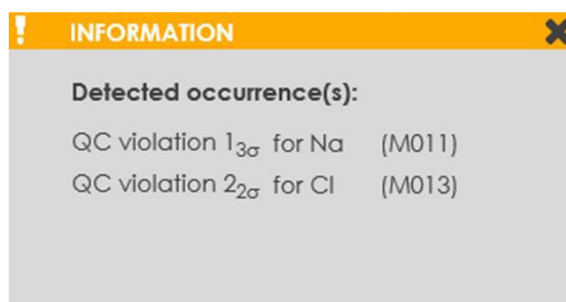 ! INFORMATION
Detected occurrence(s):
QC violation 1₃σ for Na (M011)
QC violation 2₂σ for Cl (M013)